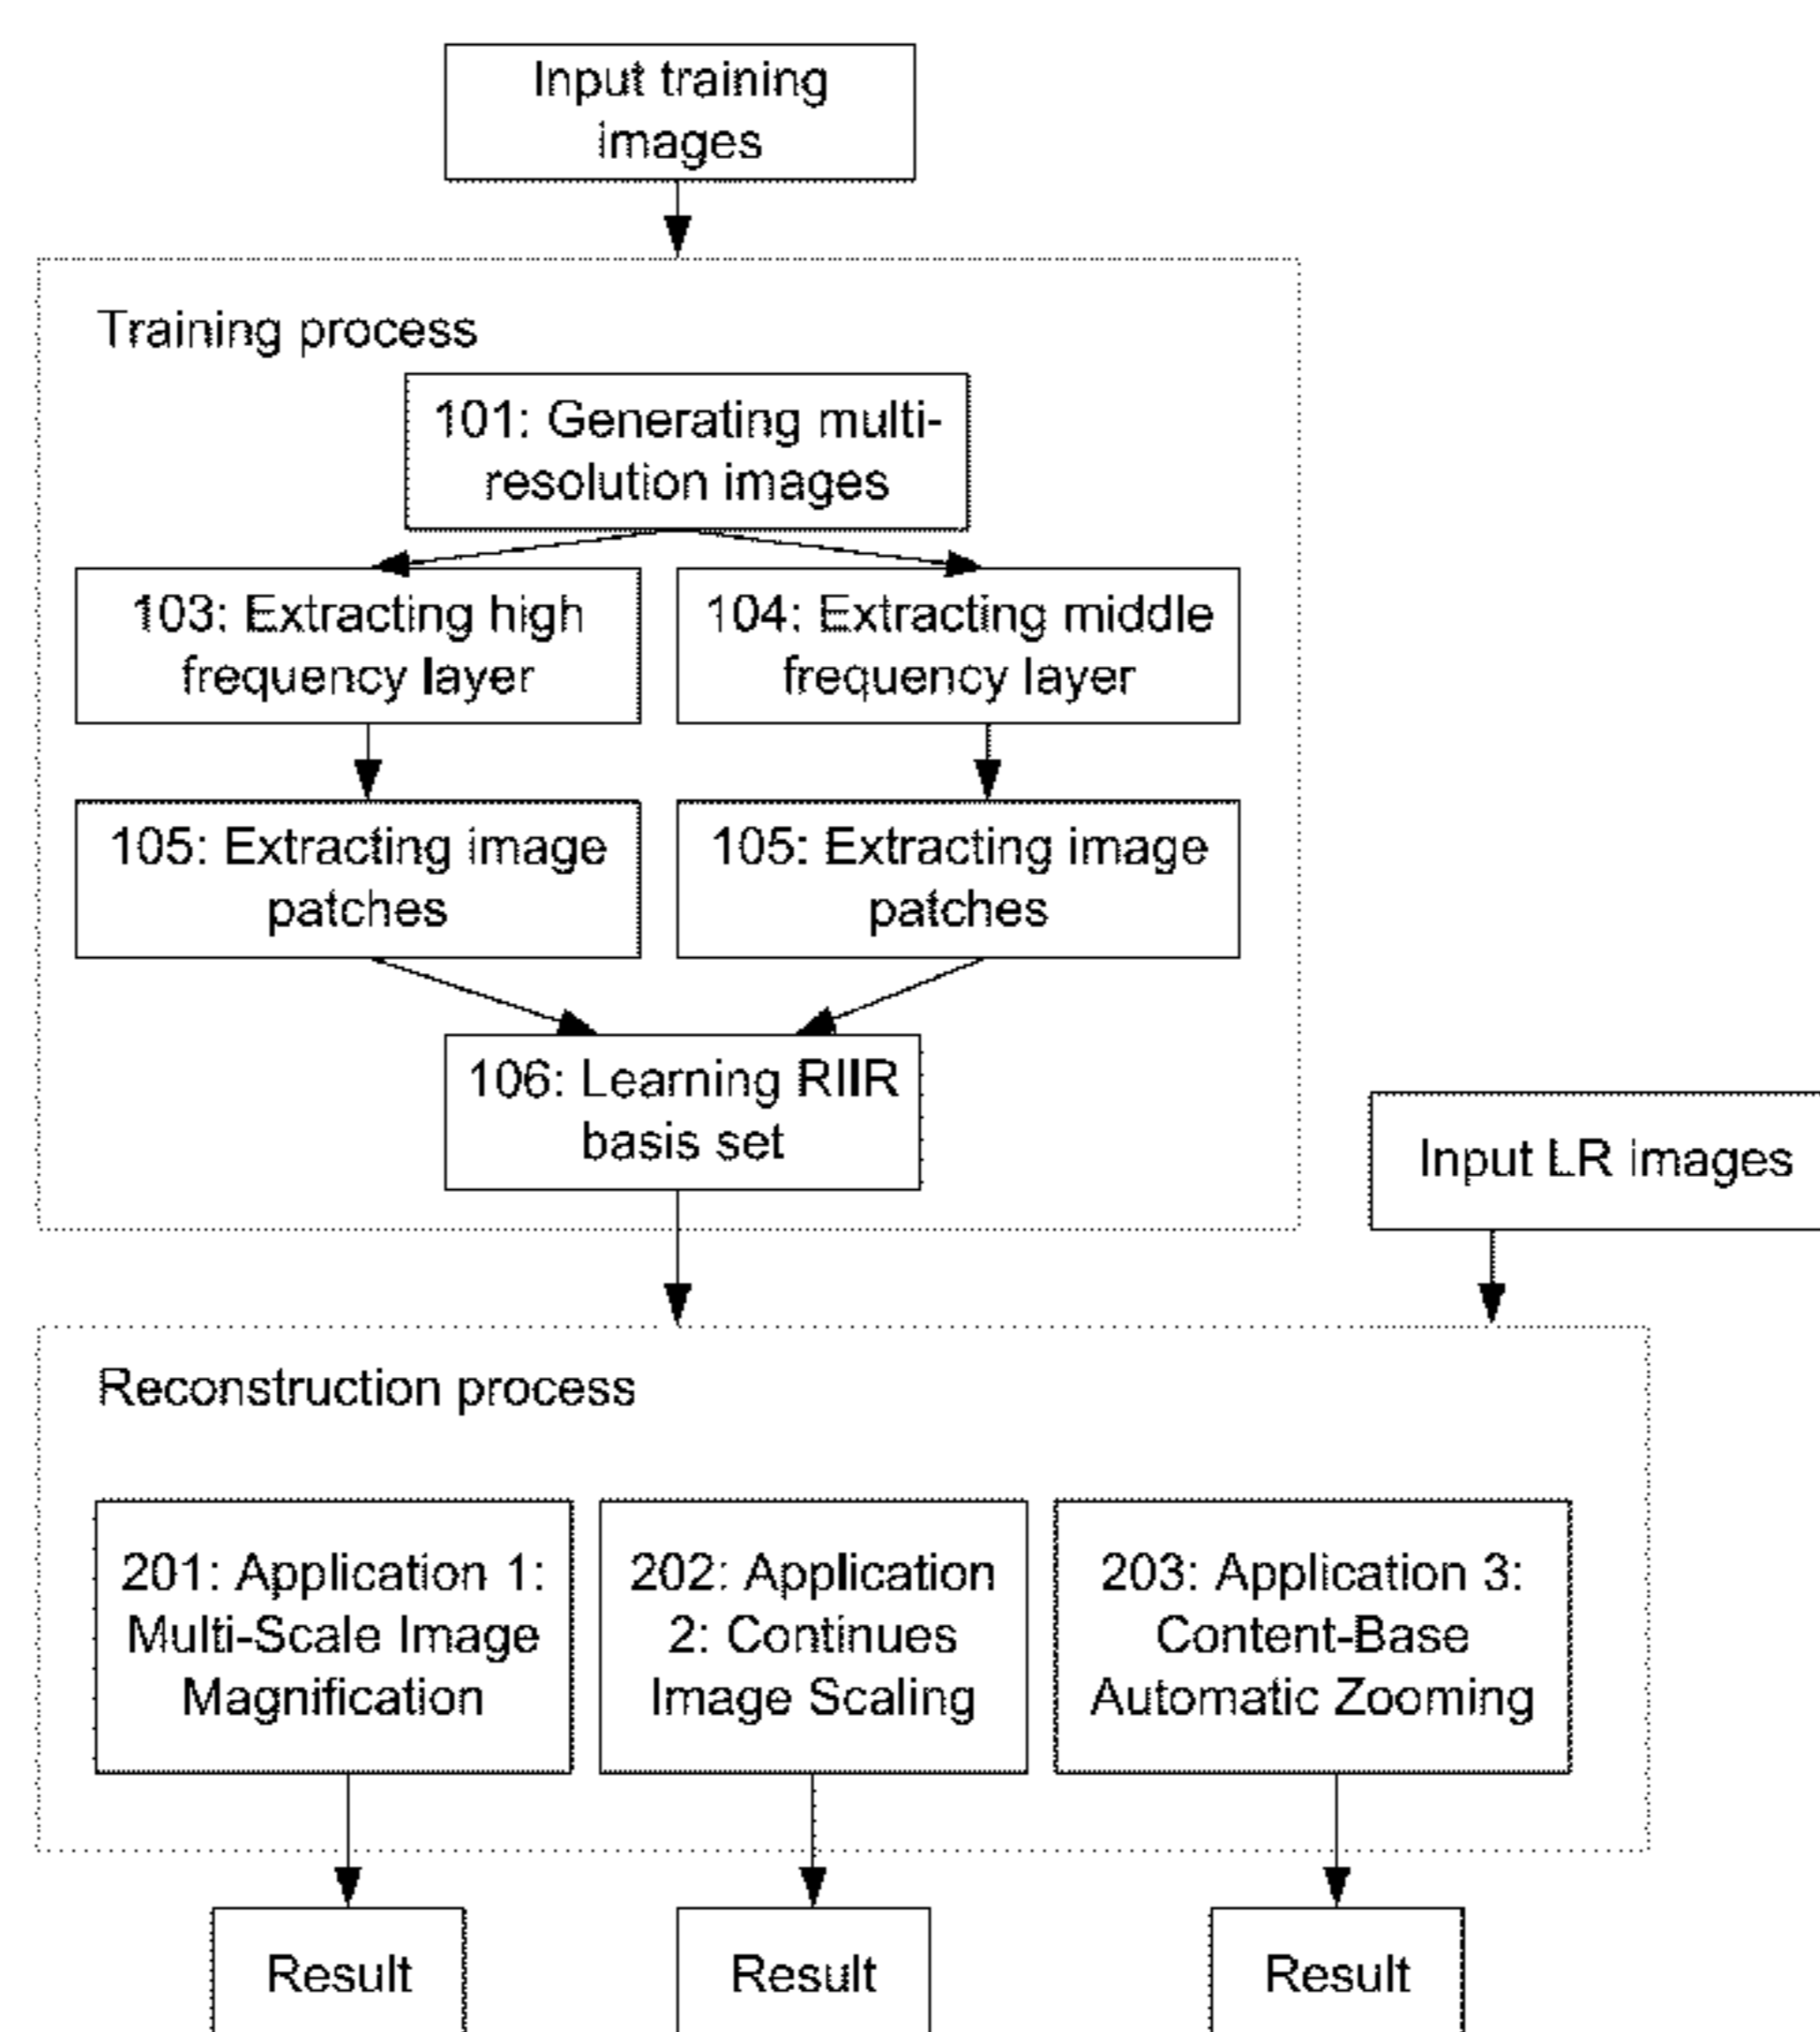 Input training
images
Training process
101: Generating multi-
resolution images
103: Extracting high
frequency layer
104: Extracting middle
frequency layer
105: Extracting image
patches
105: Extracting image
patches
106: Learning RIIR
basis set
Input LR images
Reconstruction process
201: Application 1:
Multi-Scale Image
Magnification
202: Application
2: Continues
Image Scaling
203: Application 3:
Content-Base
Automatic Zooming
Result
Result
Result